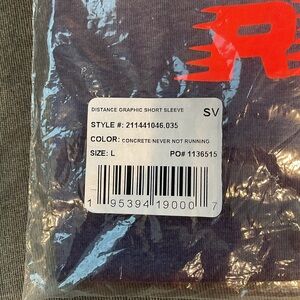 R
DISTANCE GRAPHIC SHORT SLEEVE
SV
STYLE #: 211441046.035
COLOR: CONCRETE-NEVER NOT RUNNING
SIZE: L PO# 1136515
1 95394 19000 7